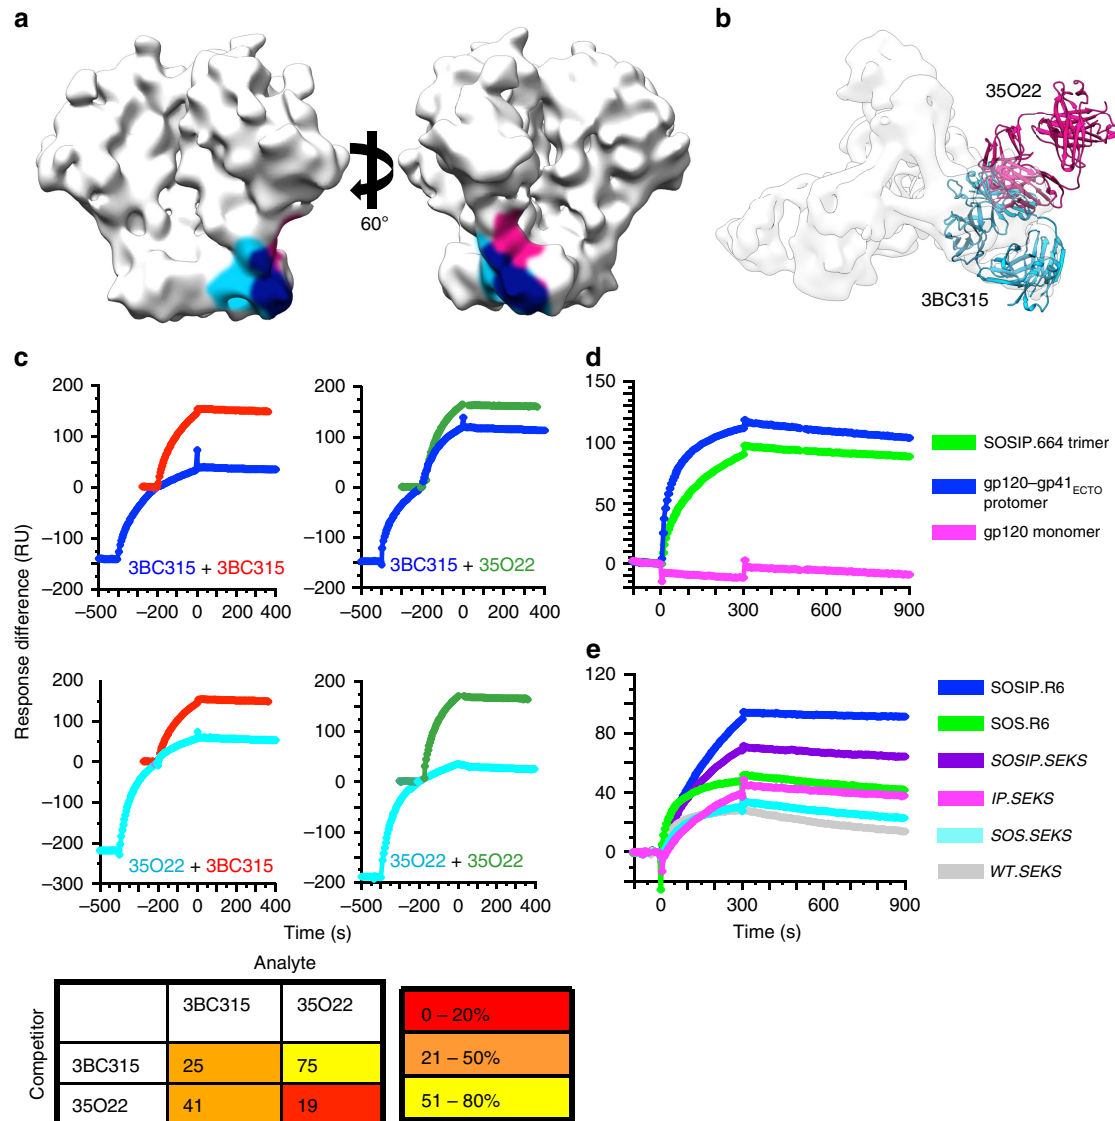 a
60°
b
35O22
3BC315
c
Response difference (RU)
200
100
0
–100
–200
–500 –400 –200 0 200 400
3BC315 + 3BC315
200
100
0
–100
–200
–500 –400 –200 0 200 400
3BC315 + 35O22
200
100
0
–100
–200
–300
–500 –400 –200 0 200 400
35O22 + 3BC315
200
100
0
–100
–200
–500 –400 –200 0 200 400
35O22 + 35O22
Time (s)
d
150
100
50
0
0 300 600 900
SOSIP.664 trimer
gp120–gp41ECTO
protomer
gp120 monomer
e
120
80
40
0
0 300 600 900
Time (s)
SOSIP.R6
SOS.R6
SOSIP.SEKS
IP.SEKS
SOS.SEKS
WT.SEKS
Analyte
Competitor
3BC315 35O22
3BC315 25 75
35O22 41 19
0 – 20%
21 – 50%
51 – 80%